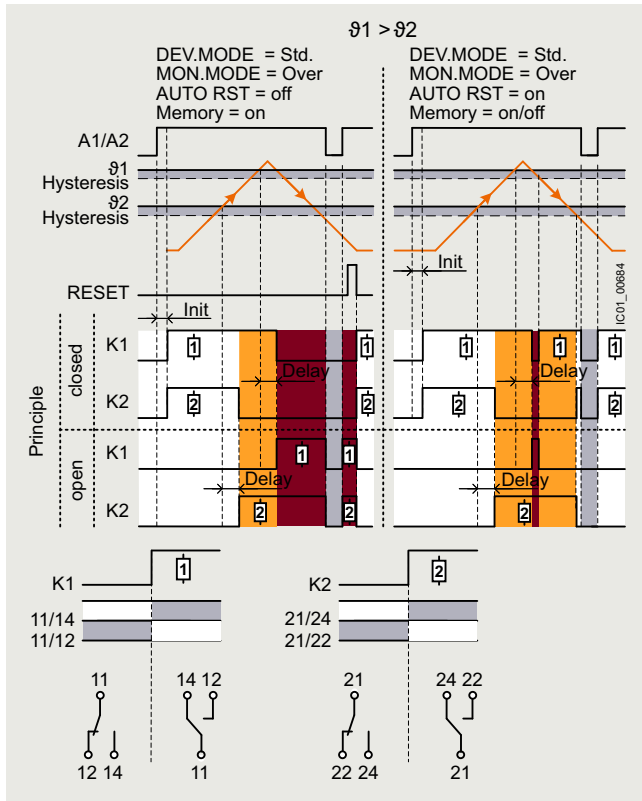 ϑ1 > ϑ2
DEV.MODE = Std.
MON.MODE = Over
AUTO RST = off
Memory = on
DEV.MODE = Std.
MON.MODE = Over
AUTO RST = on
Memory = on/off
A1/A2
ϑ1
Hysteresis
ϑ2
Hysteresis
Init
RESET
Init
IC01_00684
Principle
closed
K1
1
1
1
1
Delay
Delay
K2
2
2
2
2
open
K1
1
1
Delay
Delay
K2
2
2
2
K1
1
11/14
11/12
K2
2
21/24
21/22
11
14 12
21
24 22
12 14
11
22 24
21